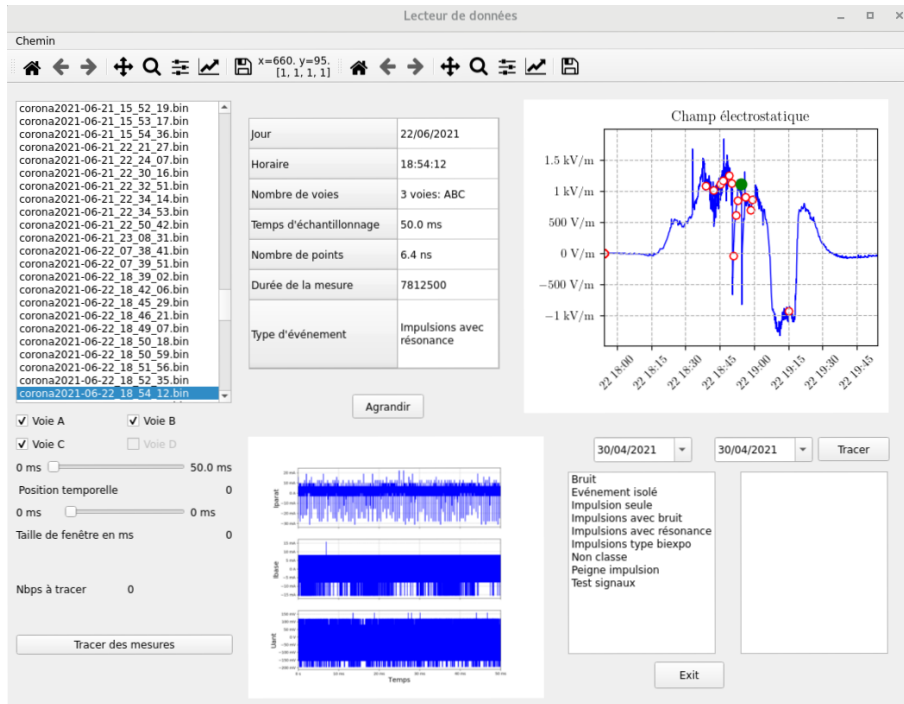 Lecteur de données
Chemin
x=660. y=95.
[1, 1, 1, 1]
corona2021-06-21_15_52_19.bin
corona2021-06-21_15_53_17.bin
corona2021-06-21_15_54_36.bin
corona2021-06-21_22_21_27.bin
corona2021-06-21_22_24_07.bin
corona2021-06-21_22_30_16.bin
corona2021-06-21_22_32_51.bin
corona2021-06-21_22_34_14.bin
corona2021-06-21_22_34_53.bin
corona2021-06-21_22_50_42.bin
corona2021-06-21_23_08_31.bin
corona2021-06-22_07_38_41.bin
corona2021-06-22_07_39_51.bin
corona2021-06-22_18_39_02.bin
corona2021-06-22_18_42_06.bin
corona2021-06-22_18_45_29.bin
corona2021-06-22_18_46_21.bin
corona2021-06-22_18_49_07.bin
corona2021-06-22_18_50_18.bin
corona2021-06-22_18_50_59.bin
corona2021-06-22_18_51_56.bin
corona2021-06-22_18_52_35.bin
corona2021-06-22_18_54_12.bin
Jour 22/06/2021
Horaire 18:54:12
Nombre de voies 3 voies: ABC
Temps d'échantillonnage 50.0 ms
Nombre de points 6.4 ns
Durée de la mesure 7812500
Type d'événement Impulsions avec
résonance
Agrandir
Champ électrostatique
1.5 kV/m
1 kV/m
500 V/m
0 V/m
−500 V/m
−1 kV/m
22 18:00 22 18:15 22 18:30 22 18:45 22 19:00 22 19:15 22 19:30 22 19:45
Voie A Voie B
Voie C Voie D
0 ms 50.0 ms
Position temporelle 0
0 ms 0 ms
Taille de fenêtre en ms 0
Nbps à tracer 0
Tracer des mesures
Iparat
Ibase
Uant
Temps
30/04/2021 30/04/2021 Tracer
Bruit
Evénement isolé
Impulsion seule
Impulsions avec bruit
Impulsions avec résonance
Impulsions type biexpo
Non classe
Peigne impulsion
Test signaux
Exit